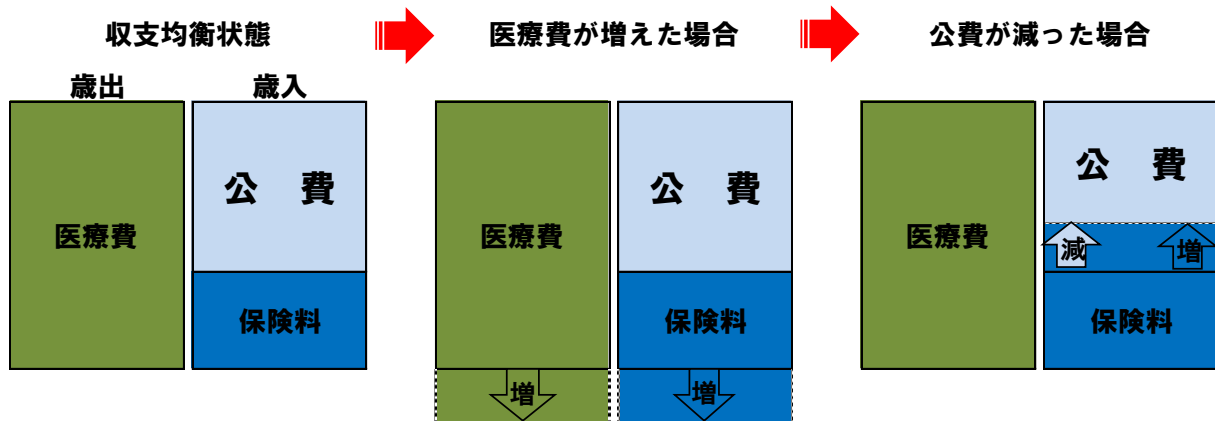 収支均衡状態
医療費が増えた場合
公費が減った場合
歳出
歳入
医療費
公 費
保険料
医療費
公 費
保険料
増
増
医療費
公 費
減
増
保険料